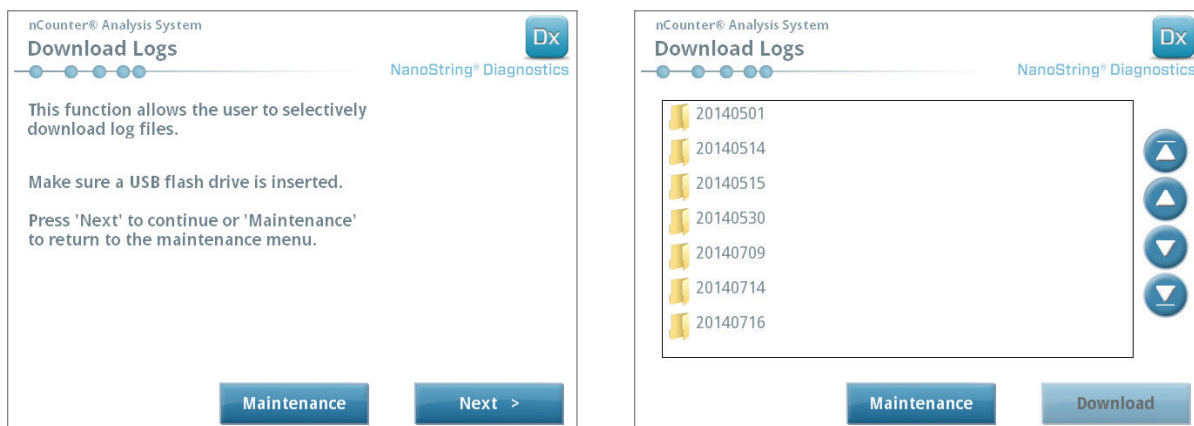 nCounter® Analysis System
Download Logs
Dx
NanoString® Diagnostics
This function allows the user to selectively
download log files.
Make sure a USB flash drive is inserted.
Press 'Next' to continue or 'Maintenance'
to return to the maintenance menu.
Maintenance
Next >
nCounter® Analysis System
Download Logs
Dx
NanoString® Diagnostics
20140501
20140514
20140515
20140530
20140709
20140714
20140716
Maintenance
Download